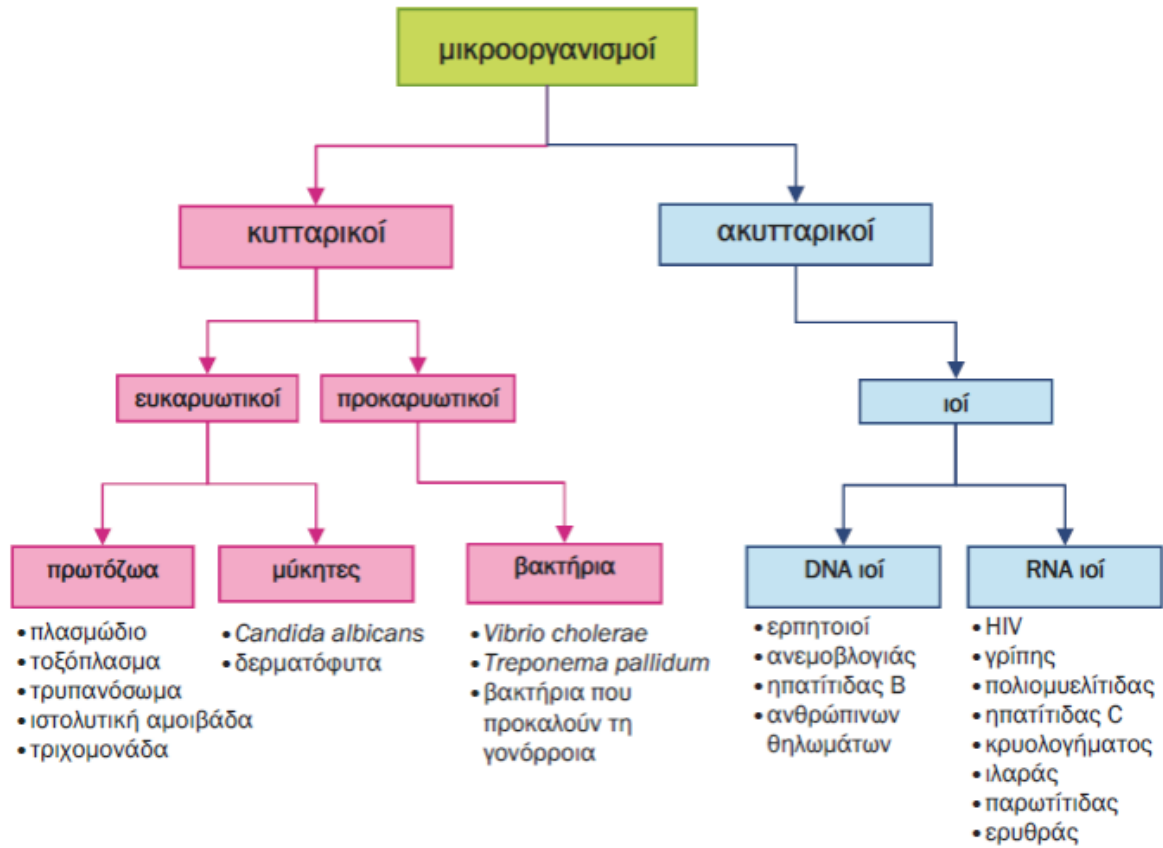 μικροοργανισμοί
κυτταρικοί
ακυτταρικοί
ευκαρυωτικοί
προκαρυωτικοί
ιοί
πρωτόζωα
μύκητες
βακτήρια
DNA ιοί
RNA ιοί
• πλασμώδιο
• τοξόπλασμα
• τρυπανόσωμα
• ιστολυτική αμοιβάδα
• τριχομονάδα
• Candida albicans
• δερματόφυτα
• Vibrio cholerae
• Treponema pallidum
• βακτήρια που
προκαλούν τη
γονόρροια
• ερπητοιοί
• ανεμοβλογιάς
• ηπατίτιδας Β
• ανθρώπινων
θηλωμάτων
• HIV
• γρίπης
• πολιομυελίτιδας
• ηπατίτιδας C
• κρυολογήματος
• ιλαράς
• παρωτίτιδας
• ερυθράς